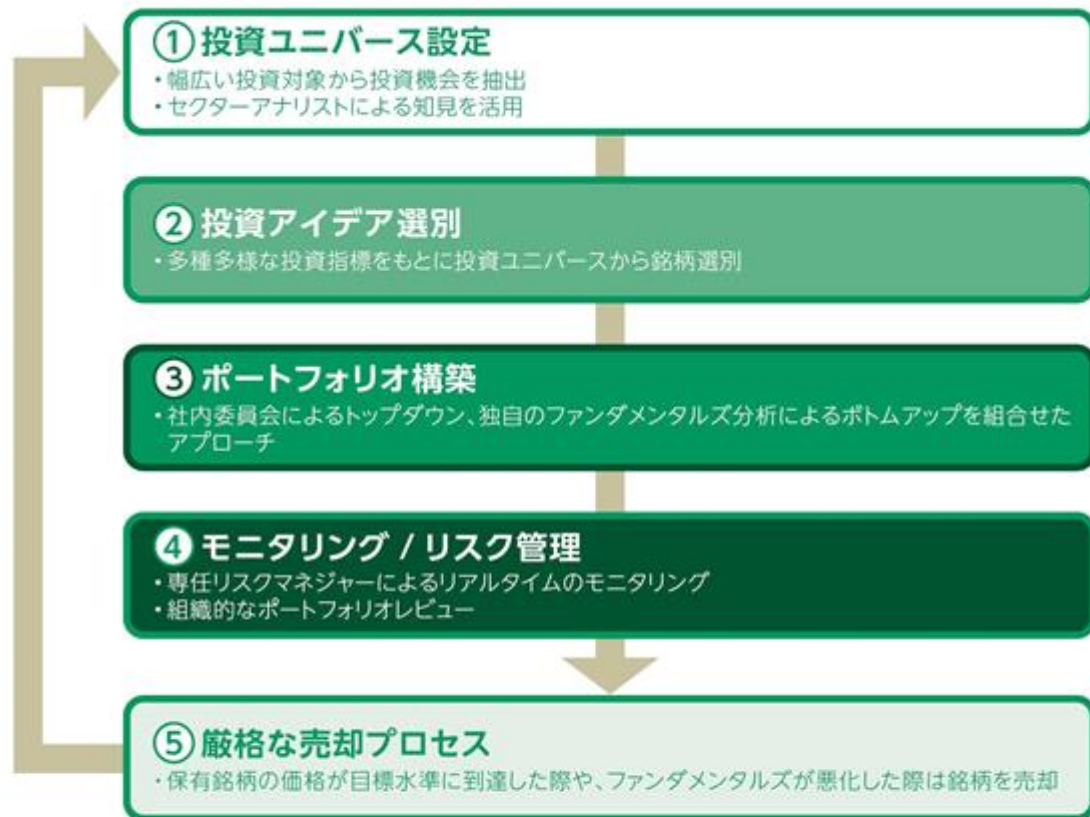 ①投資ユニバース設定
・幅広い投資対象から投資機会を抽出
・セクターアナリストによる知見を活用
②投資アイデア選別
・多種多様な投資指標をもとに投資ユニバースから銘柄選別
③ポートフォリオ構築
・社内委員会によるトップダウン、独自のファンダメンタルズ分析によるボトムアップを組合せた
アプローチ
④モニタリング / リスク管理
・専任リスクマネジャーによるリアルタイムのモニタリング
・組織的なポートフォリオレビュー
⑤厳格な売却プロセス
・保有銘柄の価格が目標水準に到達した際や、ファンダメンタルズが悪化した際は銘柄を売却